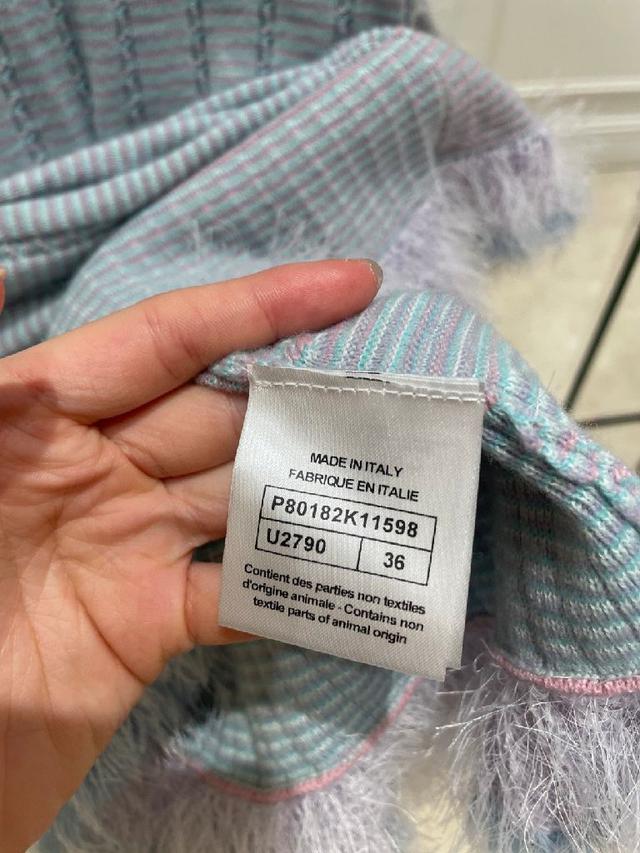 MADE IN ITALY
FABRIQUE EN ITALIE
P80182K11598
U2790 36
Contient des parties non textiles
d'origine animale - Contains non
textile parts of animal origin